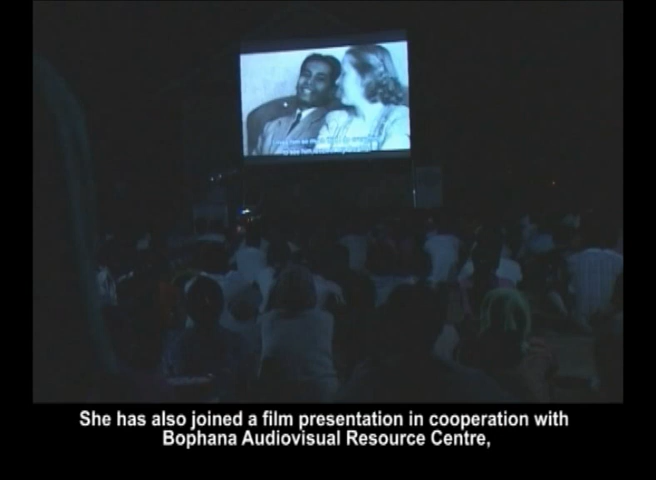 She has also joined a film presentation in cooperation with
Bophana Audiovisual Resource Centre,